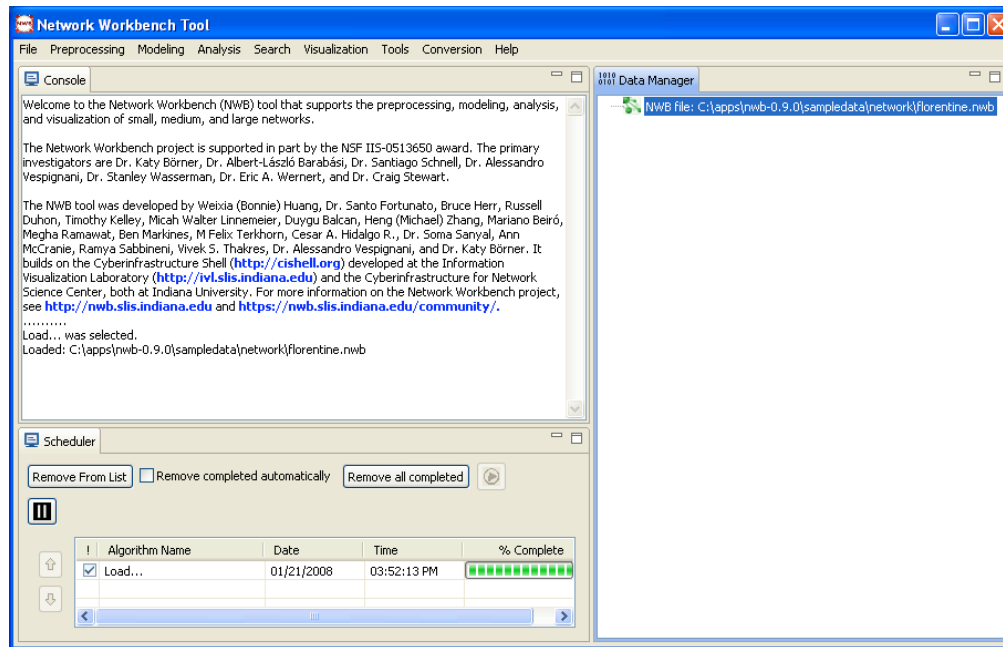 Network Workbench Tool
File Preprocessing Modeling Analysis Search Visualization Tools Conversion Help
Console
Welcome to the Network Workbench (NWB) tool that supports the preprocessing, modeling, analysis,
and visualization of small, medium, and large networks.
The Network Workbench project is supported in part by the NSF IIS-0513650 award. The primary
investigators are Dr. Katy Börner, Dr. Albert-László Barabási, Dr. Santiago Schnell, Dr. Alessandro
Vespignani, Dr. Stanley Wasserman, Dr. Eric A. Wernert, and Dr. Craig Stewart.
The NWB tool was developed by Weixia (Bonnie) Huang, Dr. Santo Fortunato, Bruce Herr, Russell
Duhon, Timothy Kelley, Micah Walter Linnemeier, Duygu Balcan, Heng (Michael) Zhang, Mariano Beiró,
Megha Ramawat, Ben Markines, M Felix Terkhorn, Cesar A. Hidalgo R., Dr. Soma Sanyal, Ann
McCranie, Ramya Sabbineni, Vivek S. Thakres, Dr. Alessandro Vespignani, and Dr. Katy Börner. It
builds on the Cyberinfrastructure Shell (http://cishell.org) developed at the Information
Visualization Laboratory (http://ivl.slis.indiana.edu) and the Cyberinfrastructure for Network
Science Center, both at Indiana University. For more information on the Network Workbench project,
see http://nwb.slis.indiana.edu and https://nwb.slis.indiana.edu/community/.
..........
Load... was selected.
Loaded: C:\apps\nwb-0.9.0\sampledata\network\florentine.nwb
Data Manager
NWB file: C:\apps\nwb-0.9.0\sampledata\network\florentine.nwb
Scheduler
Remove From List Remove completed automatically Remove all completed
! Algorithm Name Date Time % Complete
Load... 01/21/2008 03:52:13 PM